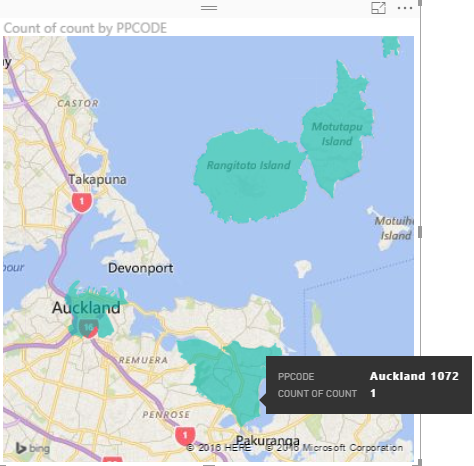 Count of count by PPCODE
CASTOR
Motutapu
Island
Rangitoto Island
Takapuna
1
Motuihe
Island
Devonport
Auckland
16
REMUERA
PPCODE Auckland 1072
COUNT OF COUNT 1
PENROSE
1
Pakuranga
bing
© 2016 HERE © 2016 Microsoft Corporation